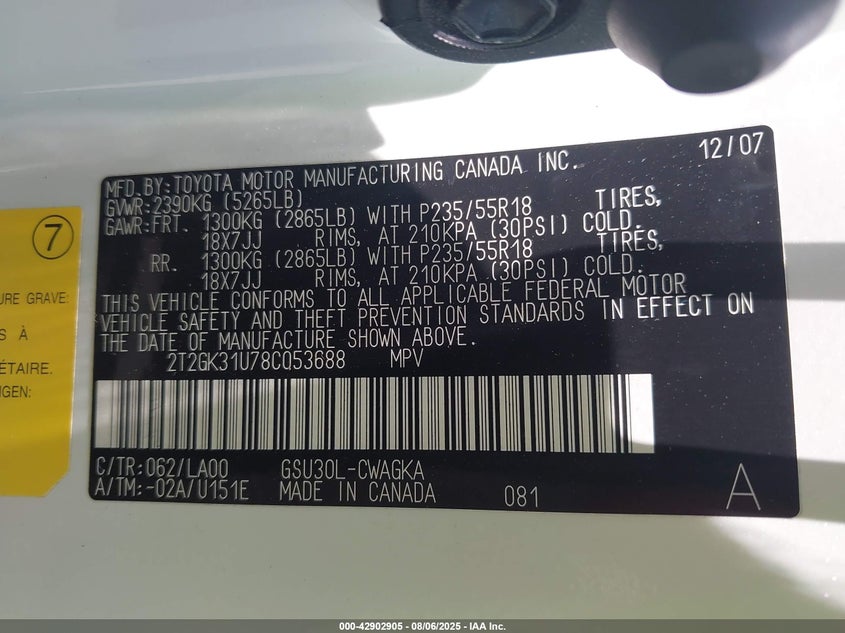 MFD. BY: TOYOTA MOTOR MANUFACTURING CANADA INC. 12/07
GVWR: 2390KG (5265LB)
GAWR: FRT. 1300KG (2865LB) WITH P235/55R18 TIRES,
18X7JJ RIMS, AT 210KPA (30PSI) COLD.
RR. 1300KG (2865LB) WITH P235/55R18 TIRES,
18X7JJ RIMS, AT 210KPA (30PSI) COLD.
THIS VEHICLE CONFORMS TO ALL APPLICABLE FEDERAL MOTOR
VEHICLE SAFETY AND THEFT PREVENTION STANDARDS IN EFFECT ON
THE DATE OF MANUFACTURE SHOWN ABOVE.
2T2GK31U78C053688 MPV
C/TR: 062/LA00 GSU30L-CWAGKA
A/TM: -02A/U151E MADE IN CANADA 081 A
7
URE GRAVE:
S À
ÉTAIRE.
NGEN:
000-42902905 - 08/06/2025 - IAA Inc.